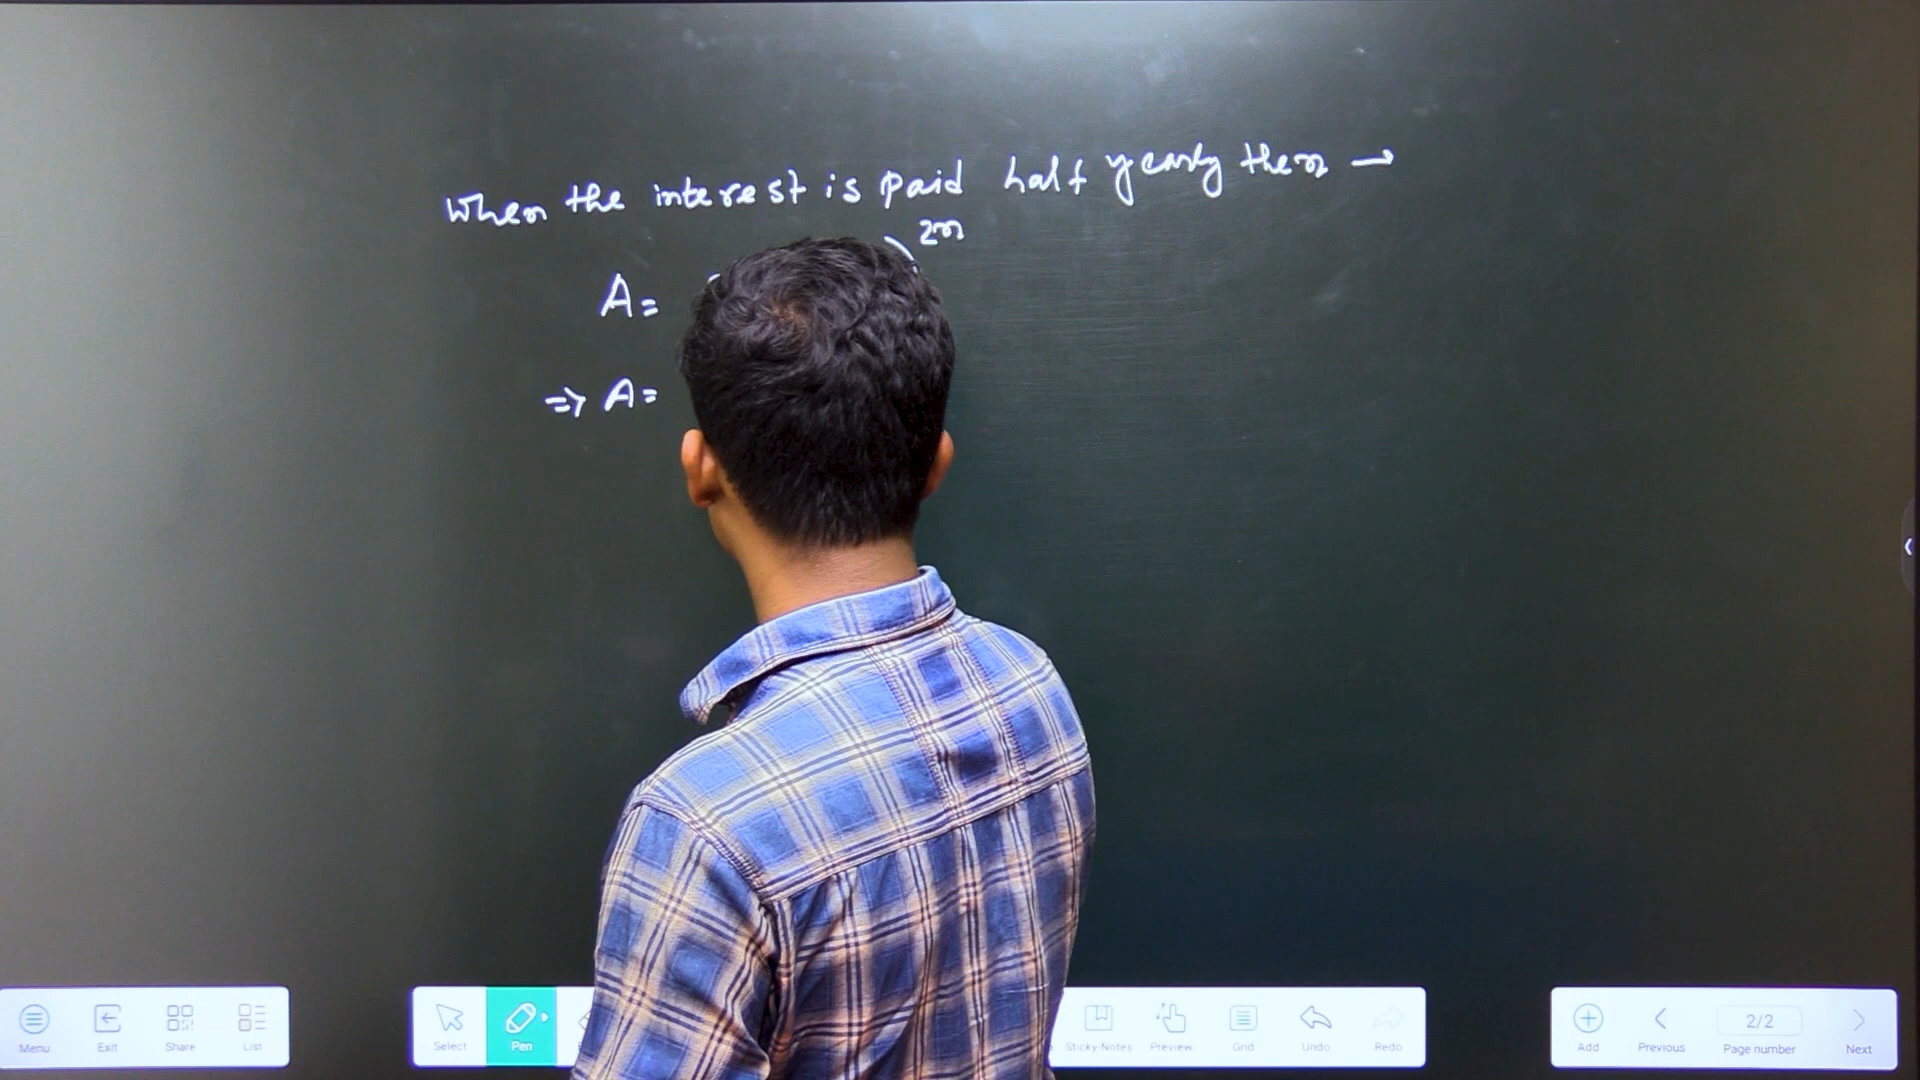 When the interest is paid half yearly then →
2n
A=
⇒ A=
Menu Exit Share List Select Pen Sticky Notes Preview Grid Undo Redo Add Previous 2/2 Page number Next